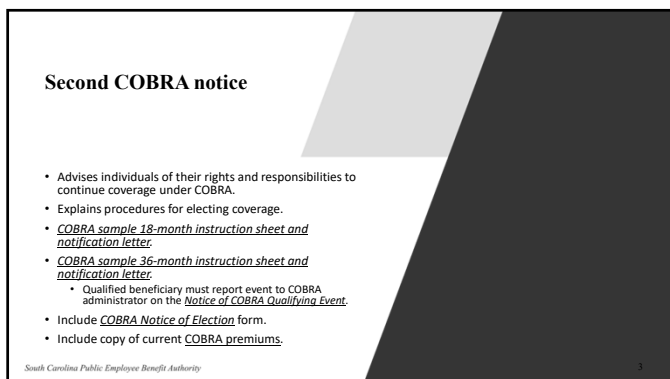 Second COBRA notice
• Advises individuals of their rights and responsibilities to
continue coverage under COBRA.
• Explains procedures for electing coverage.
• COBRA sample 18-month instruction sheet and
notification letter.
• COBRA sample 36-month instruction sheet and
notification letter.
• Qualified beneficiary must report event to COBRA
administrator on the Notice of COBRA Qualifying Event.
• Include COBRA Notice of Election form.
• Include copy of current COBRA premiums.
South Carolina Public Employee Benefit Authority
3